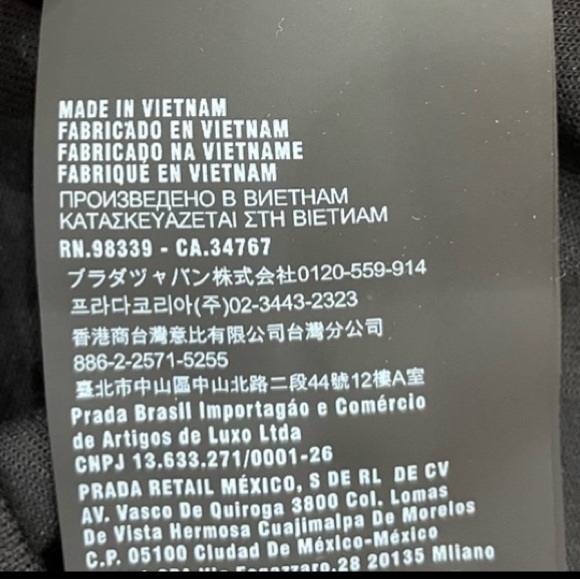 MADE IN VIETNAM
FABRICADO EN VIETNAM
FABRICADO NA VIETNAME
FABRIQUÉ EN VIETNAM
ПРОИЗВЕДЕНО В ВИЕТНАМ
ΚΑΤΑΣΚΕΥΑΖΕΤΑΙ ΣΤΗ ΒΙΕΤИАМ
RN.98339 - CA.34767
プラダヅャバン株式会社0120-559-914
프라다코리아(주)02-3443-2323
香港商台灣意比有限公司台灣分公司
886-2-2571-5255
臺北市中山區中山北路二段44號12樓A室
Prada Brasil Importagáo e Comércio
de Artigos de Luxo Ltda
CNPJ 13.633.271/0001-26
PRADA RETAIL MÉXICO, S DE RL DE CV
AV. Vasco De Quiroga 3800 Col. Lomas
De Vista Hermosa Cuajimalpa De Morelos
C.P. 05100 Ciudad De México-México
Fogazzaro.28 20135 Milano